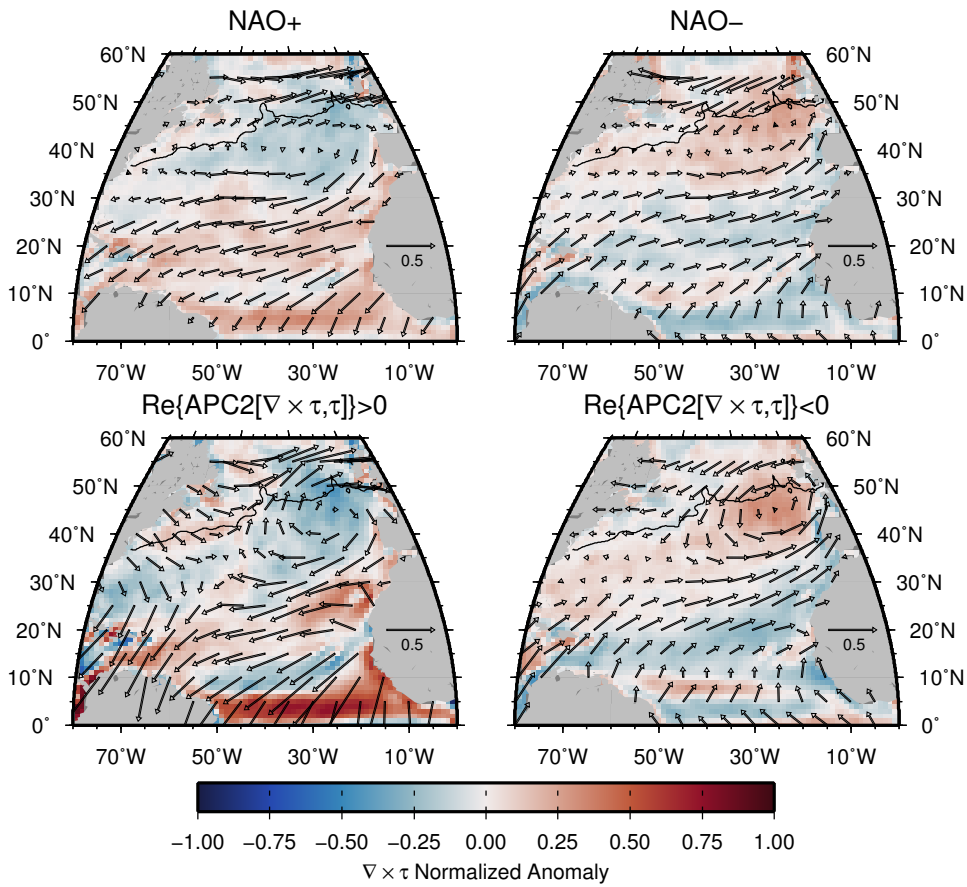 NAO+ NAO−
60˚N 60˚N
50˚N 50˚N
40˚N 40˚N
30˚N 30˚N
20˚N 20˚N
0.5 0.5
10˚N 10˚N
0˚ 0˚
70˚W 50˚W 30˚W 10˚W 70˚W 50˚W 30˚W 10˚W
Re{APC2[∇ × τ,τ]}>0 Re{APC2[∇ × τ,τ]}<0
60˚N 60˚N
50˚N 50˚N
40˚N 40˚N
30˚N 30˚N
20˚N 20˚N
0.5 0.5
10˚N 10˚N
0˚ 0˚
70˚W 50˚W 30˚W 10˚W 70˚W 50˚W 30˚W 10˚W
−1.00 −0.75 −0.50 −0.25 0.00 0.25 0.50 0.75 1.00
∇ × τ Normalized Anomaly